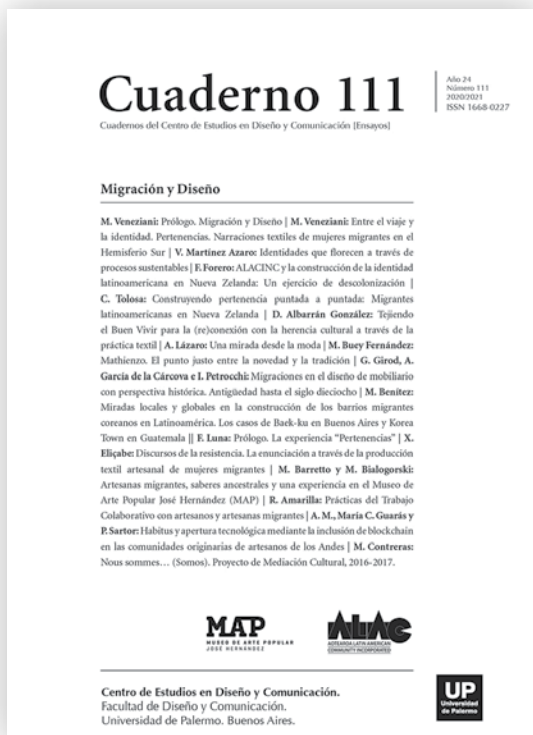 Cuaderno 111
Cuadernos del Centro de Estudios en Diseño y Comunicación [Ensayos]
Año 24
Número 111
2020/2021
ISSN 1668-0227
Migración y Diseño
M. Veneziani: Prólogo. Migración y Diseño | M. Veneziani: Entre el viaje y
la identidad. Pertenencias. Narraciones textiles de mujeres migrantes en el
Hemisferio Sur | V. Martínez Azaro: Identidades que florecen a través de
procesos sustentables | F. Forero: ALACINC y la construcción de la identidad
latinoamericana en Nueva Zelanda: Un ejercicio de descolonización |
C. Tolosa: Construyendo pertenencia puntada a puntada: Migrantes
latinoamericanas en Nueva Zelanda | D. Albarrán González: Tejiendo
el Buen Vivir para la (re)conexión con la herencia cultural a través de la
práctica textil | A. Lázaro: Una mirada desde la moda | M. Buey Fernández:
Mathienzo. El punto justo entre la novedad y la tradición | G. Girod, A.
García de la Cárcova e I. Petrocchi: Migraciones en el diseño de mobiliario
con perspectiva histórica. Antigüedad hasta el siglo dieciocho | M. Benítez:
Miradas locales y globales en la construcción de los barrios migrantes
coreanos en Latinoamérica. Los casos de Baek-ku en Buenos Aires y Korea
Town en Guatemala || F. Luna: Prólogo. La experiencia “Pertenencias” | X.
Eliçabe: Discursos de la resistencia. La enunciación a través de la producción
textil artesanal de mujeres migrantes | M. Barretto y M. Bialogorski:
Artesanas migrantes, saberes ancestrales y una experiencia en el Museo de
Arte Popular José Hernández (MAP) | R. Amarilla: Prácticas del Trabajo
Colaborativo con artesanos y artesanas migrantes | A. M., María C. Guarás y
P. Sartor: Habitus y apertura tecnológica mediante la inclusión de blockchain
en las comunidades originarias de artesanos de los Andes | M. Contreras:
Nous sommes… (Somos). Proyecto de Mediación Cultural, 2016-2017.
MAP
MUSEO DE ARTE POPULAR
JOSÉ HERNÁNDEZ
ALAC
AOTEAROA LATIN AMERICAN
COMMUNITY INCORPORATED
Centro de Estudios en Diseño y Comunicación.
Facultad de Diseño y Comunicación.
Universidad de Palermo. Buenos Aires.
UP
Universidad
de Palermo